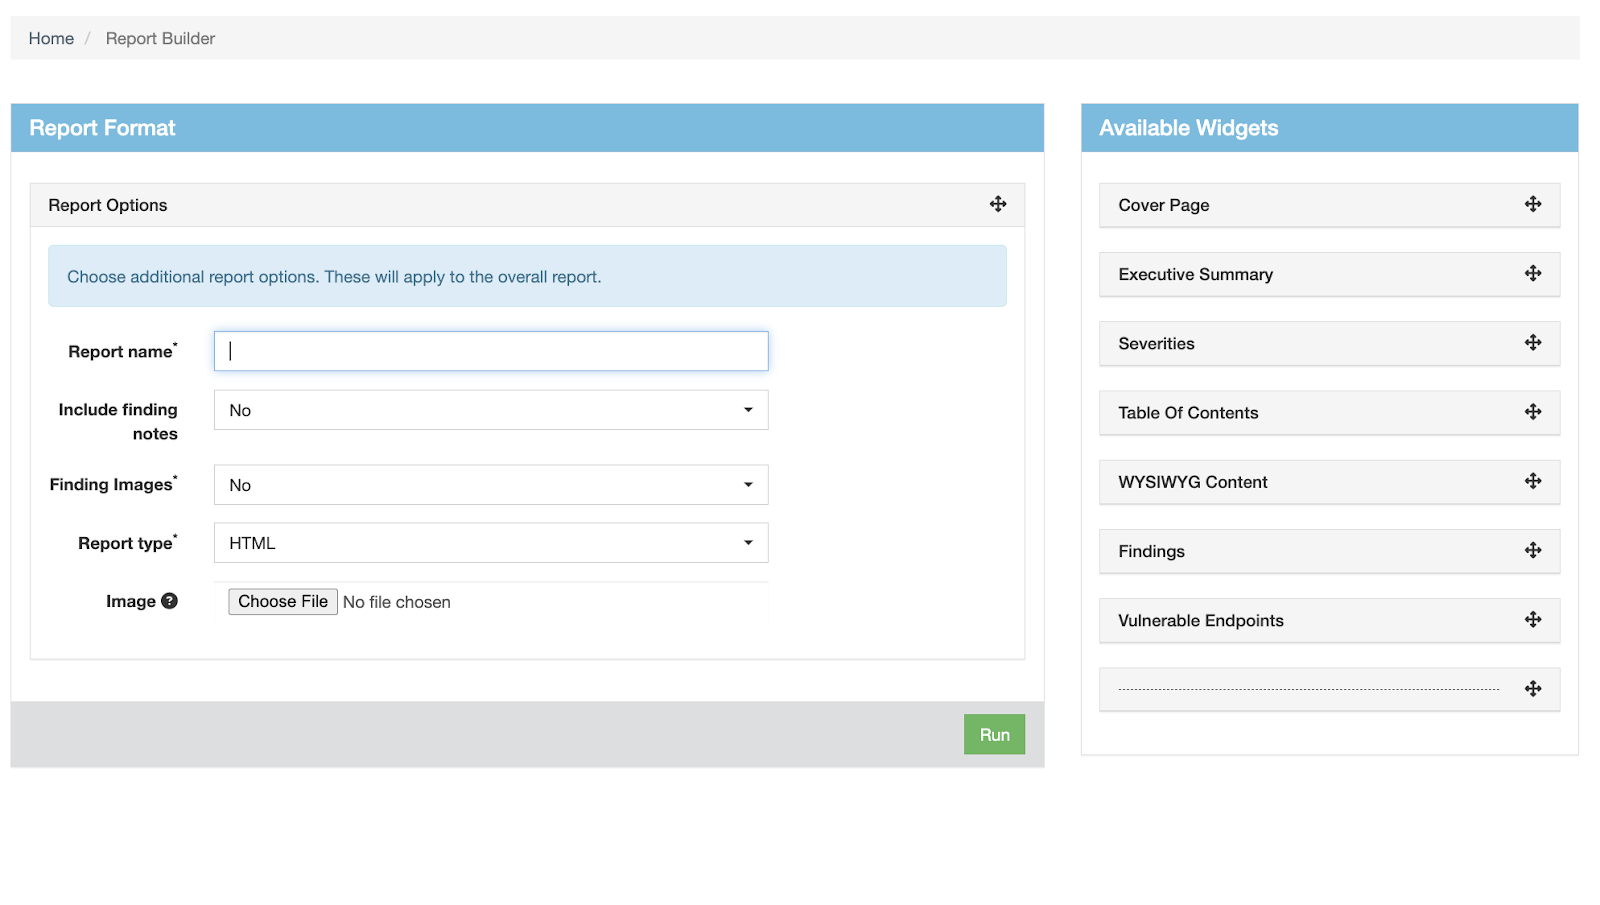 Home / Report Builder
Report Format
Report Options
Choose additional report options. These will apply to the overall report.
Report name*
Include finding notes
No
Finding Images*
No
Report type*
HTML
Image ?
Choose File No file chosen
Run
Available Widgets
Cover Page
Executive Summary
Severities
Table Of Contents
WYSIWYG Content
Findings
Vulnerable Endpoints